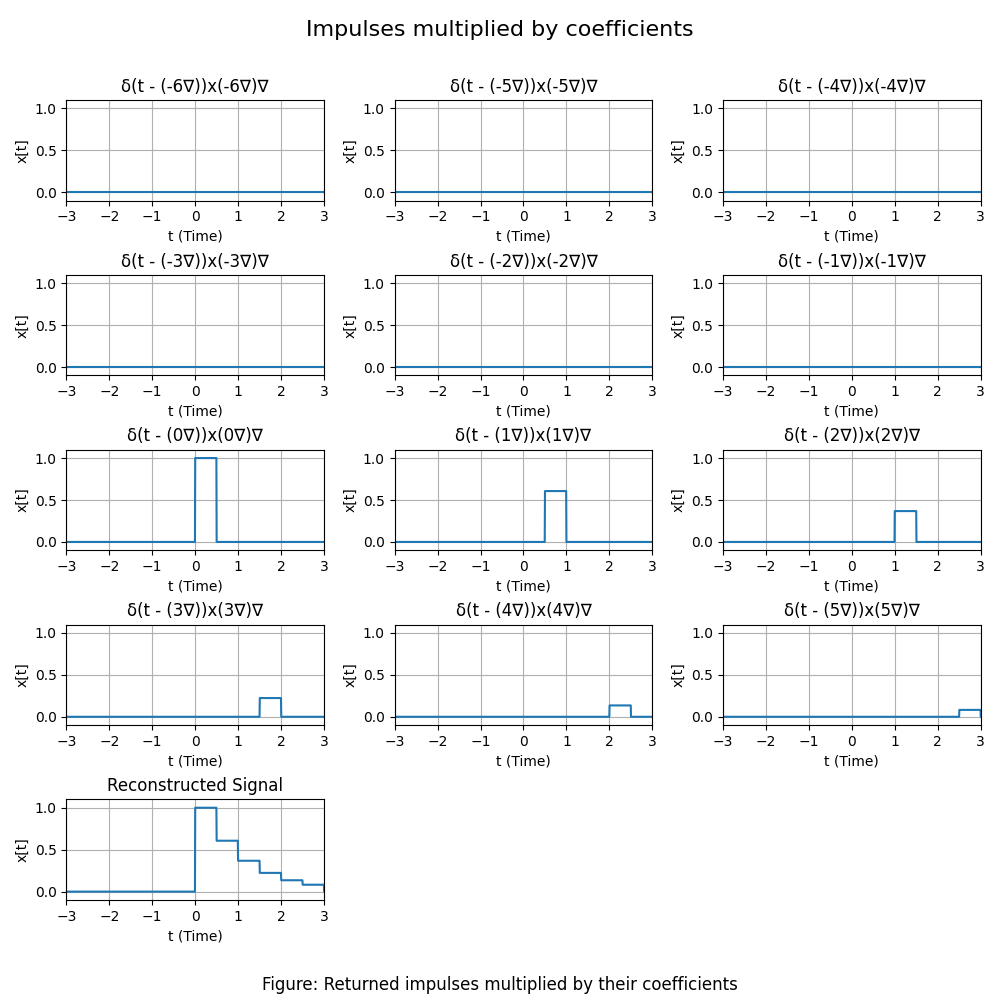 Impulses multiplied by coefficients
δ(t - (-6∇))x(-6∇)∇ δ(t - (-5∇))x(-5∇)∇ δ(t - (-4∇))x(-4∇)∇
1.0 1.0 1.0
x[t] 0.5 x[t] 0.5 x[t] 0.5
0.0 0.0 0.0
−3 −2 −1 0 1 2 3 −3 −2 −1 0 1 2 3 −3 −2 −1 0 1 2 3
t (Time) t (Time) t (Time)
δ(t - (-3∇))x(-3∇)∇ δ(t - (-2∇))x(-2∇)∇ δ(t - (-1∇))x(-1∇)∇
1.0 1.0 1.0
x[t] 0.5 x[t] 0.5 x[t] 0.5
0.0 0.0 0.0
−3 −2 −1 0 1 2 3 −3 −2 −1 0 1 2 3 −3 −2 −1 0 1 2 3
t (Time) t (Time) t (Time)
δ(t - (0∇))x(0∇)∇ δ(t - (1∇))x(1∇)∇ δ(t - (2∇))x(2∇)∇
1.0 1.0 1.0
x[t] 0.5 x[t] 0.5 x[t] 0.5
0.0 0.0 0.0
−3 −2 −1 0 1 2 3 −3 −2 −1 0 1 2 3 −3 −2 −1 0 1 2 3
t (Time) t (Time) t (Time)
δ(t - (3∇))x(3∇)∇ δ(t - (4∇))x(4∇)∇ δ(t - (5∇))x(5∇)∇
1.0 1.0 1.0
x[t] 0.5 x[t] 0.5 x[t] 0.5
0.0 0.0 0.0
−3 −2 −1 0 1 2 3 −3 −2 −1 0 1 2 3 −3 −2 −1 0 1 2 3
t (Time) t (Time) t (Time)
Reconstructed Signal
1.0
x[t] 0.5
0.0
−3 −2 −1 0 1 2 3
t (Time)
Figure: Returned impulses multiplied by their coefficients